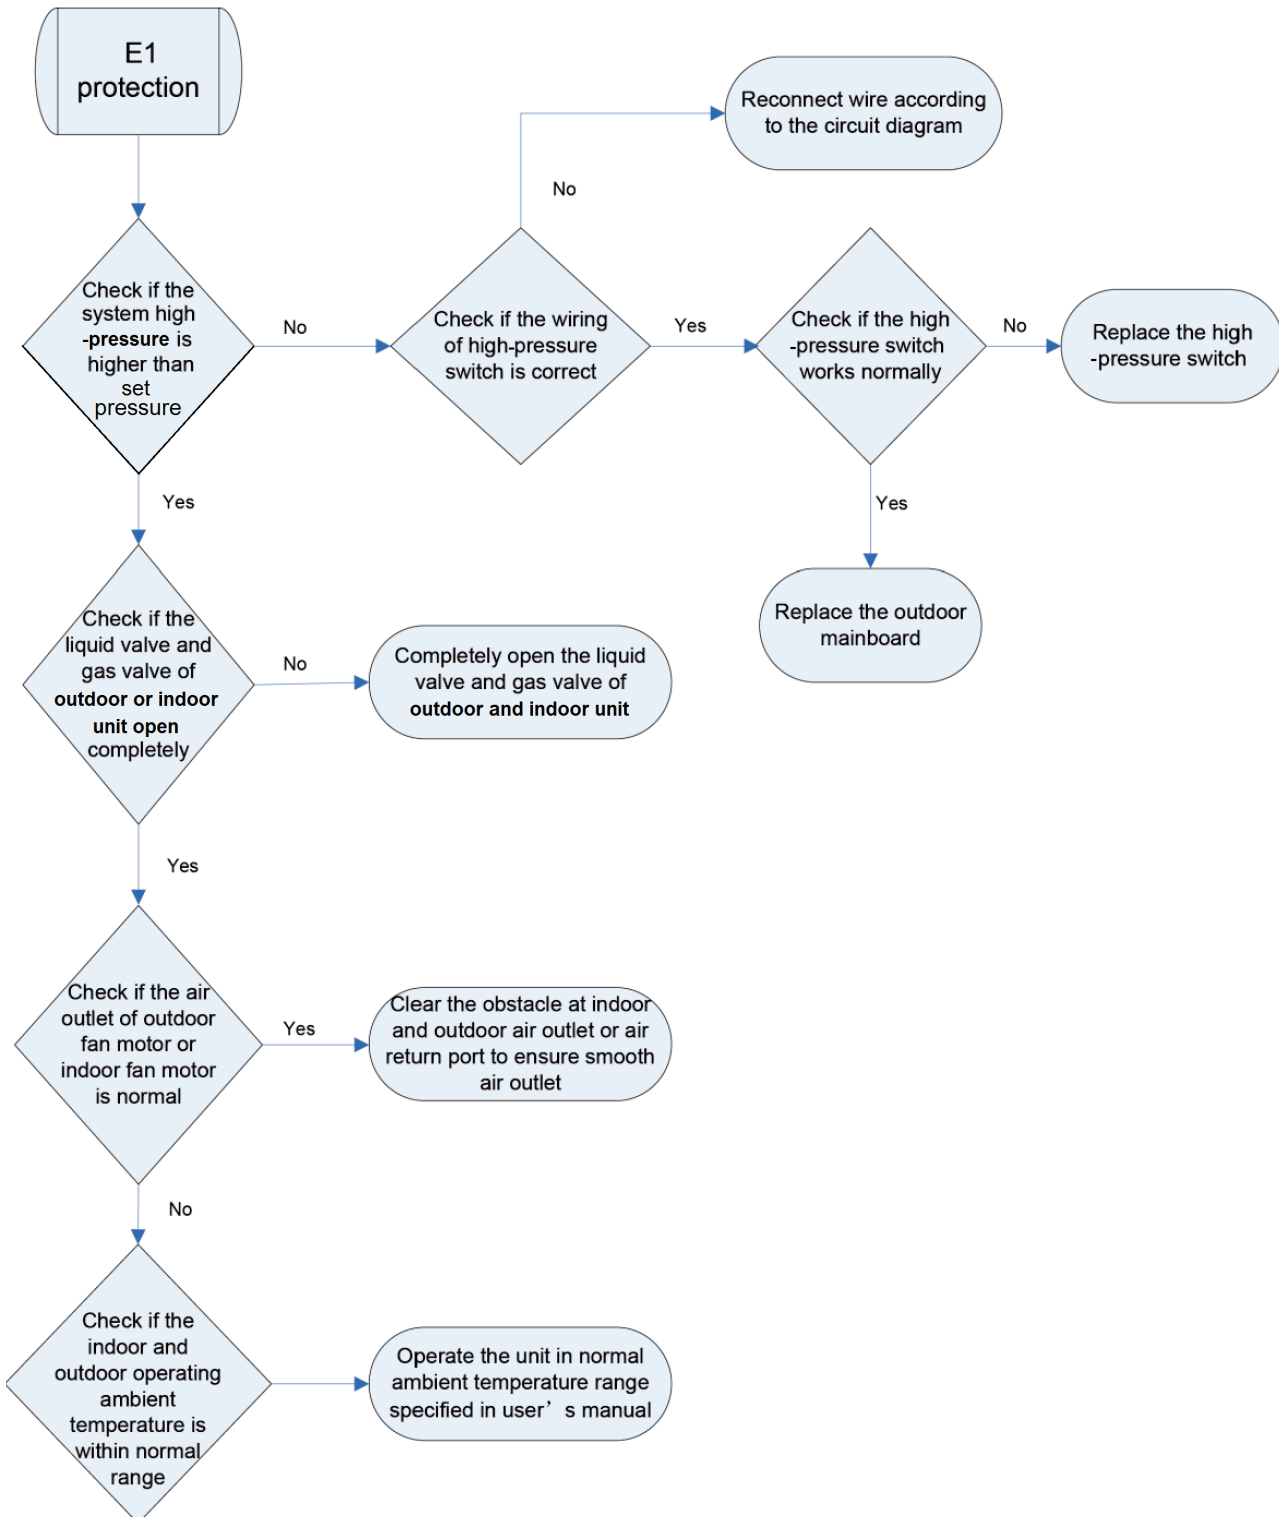 E1
protection
Reconnect wire according
to the circuit diagram
No
Check if the
system high
-pressure is
higher than
set
pressure
No
Check if the wiring
of high-pressure
switch is correct
Yes
Check if the high
-pressure switch
works normally
No
Replace the high
-pressure switch
Yes
Yes
Replace the outdoor
mainboard
Check if the
liquid valve and
gas valve of
outdoor or indoor
unit open
completely
No
Completely open the liquid
valve and gas valve of
outdoor and indoor unit
Yes
Check if the air
outlet of outdoor
fan motor or
indoor fan motor
is normal
Yes
Clear the obstacle at indoor
and outdoor air outlet or air
return port to ensure smooth
air outlet
No
Check if the
indoor and
outdoor operating
ambient
temperature is
within normal
range
Operate the unit in normal
ambient temperature range
specified in user’s manual